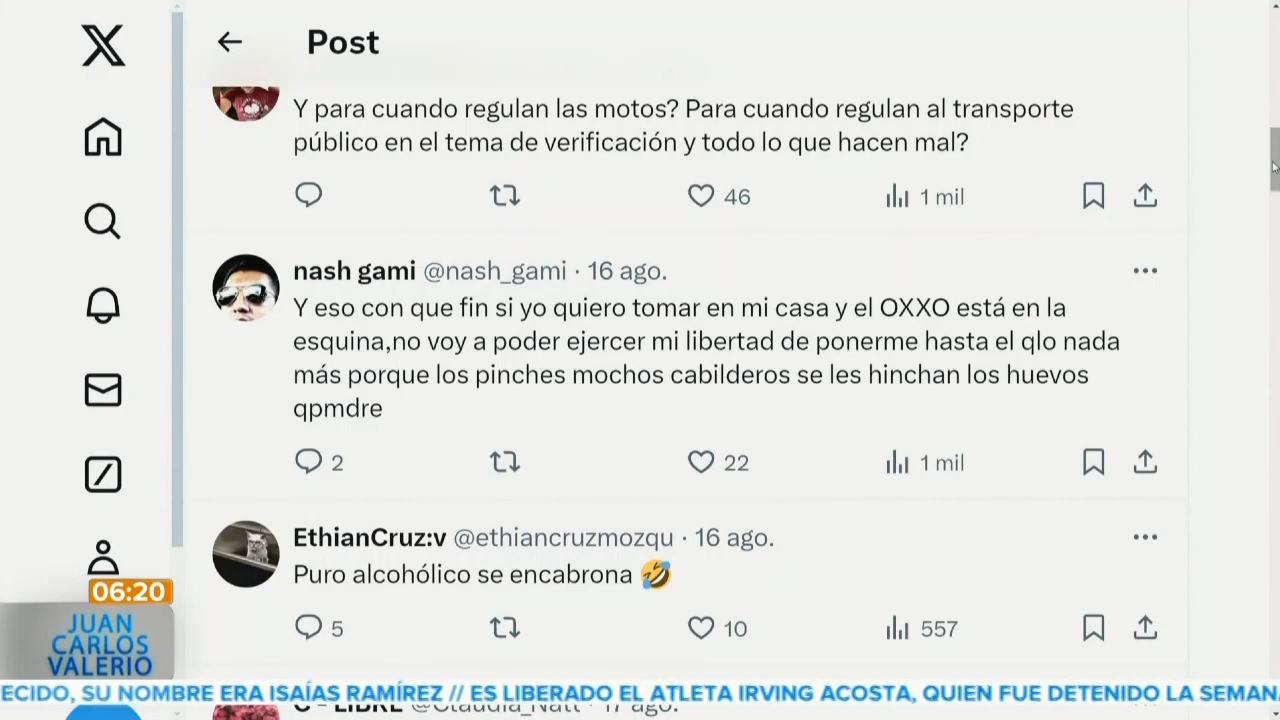 Post
Y para cuando regulan las motos? Para cuando regulan al transporte
público en el tema de verificación y todo lo que hacen mal?
46
1 mil
nash gami @nash_gami · 16 ago.
Y eso con que fin si yo quiero tomar en mi casa y el OXXO está en la
esquina,no voy a poder ejercer mi libertad de ponerme hasta el qlo nada
más porque los pinches mochos cabilderos se les hinchan los huevos
qpmdre
2
22
1 mil
EthianCruz:v @ethiancruzmozqu · 16 ago.
Puro alcohólico se encabrona 🤣
5
10
557
06:20
JUAN
CARLOS
VALERIO
ECIDO, SU NOMBRE ERA ISAÍAS RAMÍREZ // ES LIBERADO EL ATLETA IRVING ACOSTA, QUIEN FUE DETENIDO LA SEMAN
@Claudia_Natt · 17 ago.